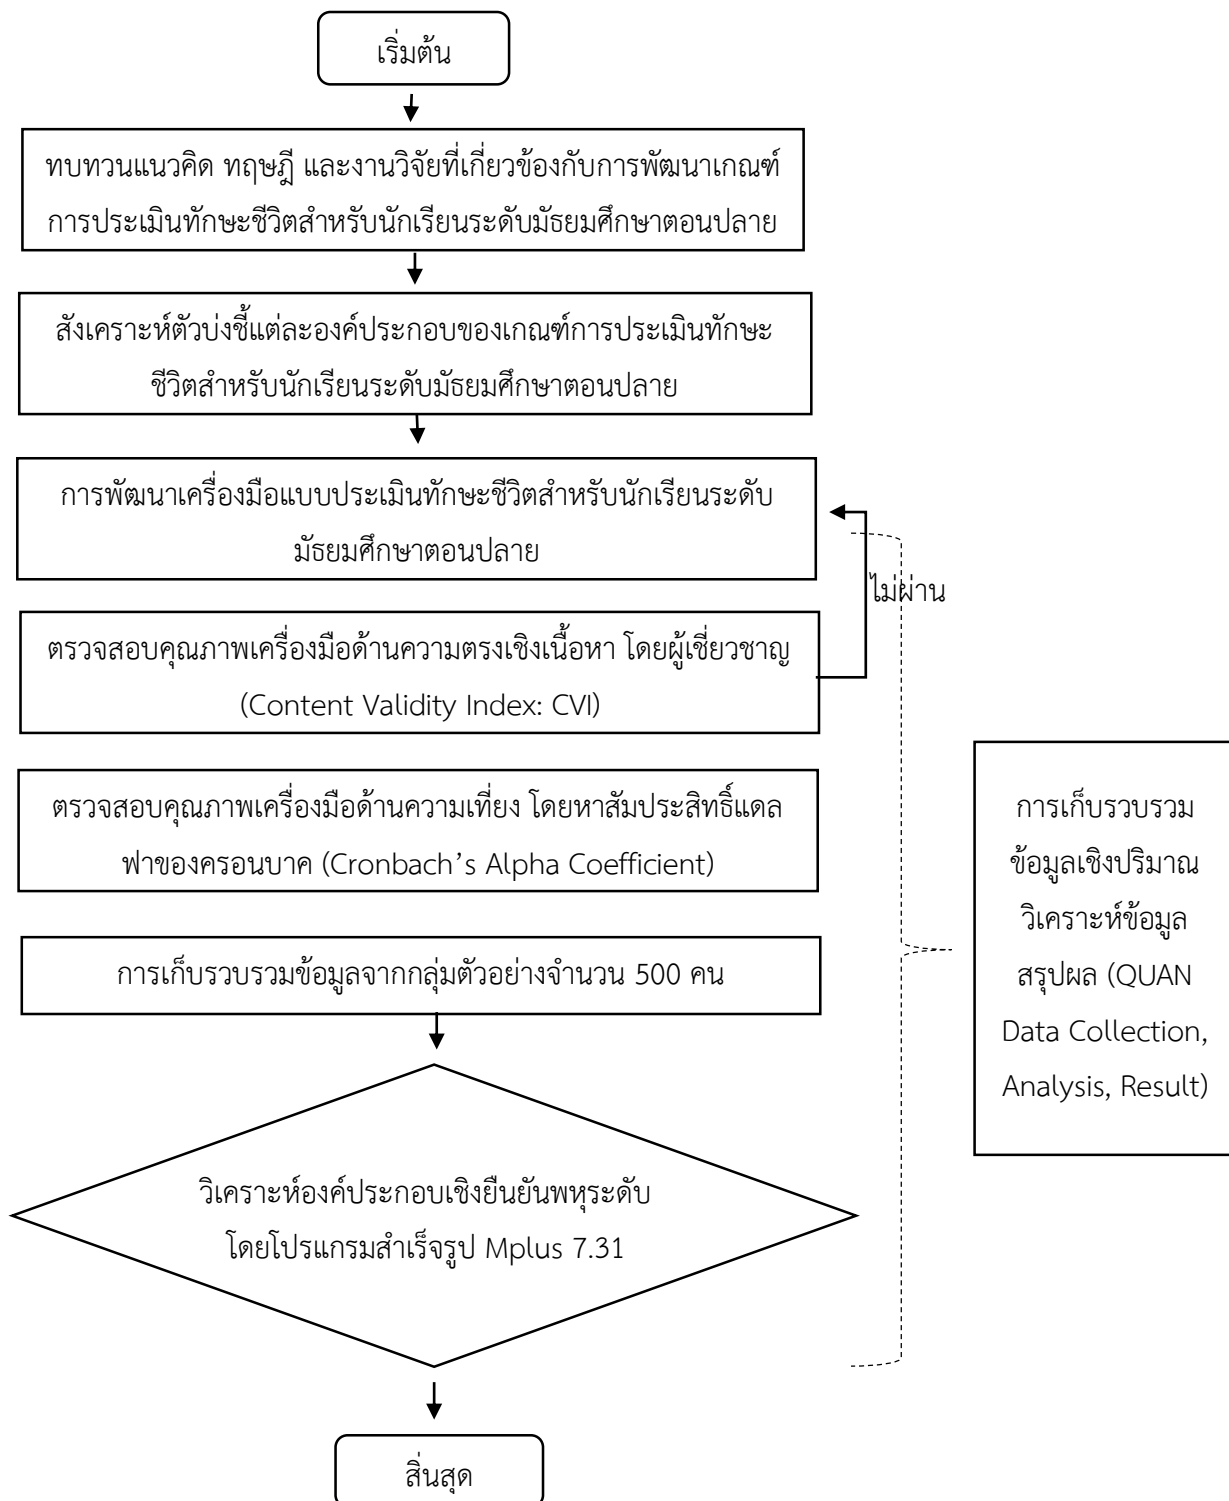 เริ่มต้น
ทบทวนแนวคิด ทฤษฎี และงานวิจัยที่เกี่ยวข้องกับการพัฒนาเกณฑ์
การประเมินทักษะชีวิตสำหรับนักเรียนระดับมัธยมศึกษาตอนปลาย
สังเคราะห์ตัวบ่งชี้แต่ละองค์ประกอบของเกณฑ์การประเมินทักษะ
ชีวิตสำหรับนักเรียนระดับมัธยมศึกษาตอนปลาย
การพัฒนาเครื่องมือแบบประเมินทักษะชีวิตสำหรับนักเรียนระดับ
มัธยมศึกษาตอนปลาย
ไม่ผ่าน
ตรวจสอบคุณภาพเครื่องมือด้านความตรงเชิงเนื้อหา โดยผู้เชี่ยวชาญ
(Content Validity Index: CVI)
ตรวจสอบคุณภาพเครื่องมือด้านความเที่ยง โดยหาสัมประสิทธิ์แดล
ฟาของครอนบาค (Cronbach’s Alpha Coefficient)
การเก็บรวบรวมข้อมูลจากกลุ่มตัวอย่างจำนวน 500 คน
วิเคราะห์องค์ประกอบเชิงยืนยันพหุระดับ
โดยโปรแกรมสำเร็จรูป Mplus 7.31
สิ่นสุด
การเก็บรวบรวม
ข้อมูลเชิงปริมาณ
วิเคราะห์ข้อมูล
สรุปผล (QUAN
Data Collection,
Analysis, Result)